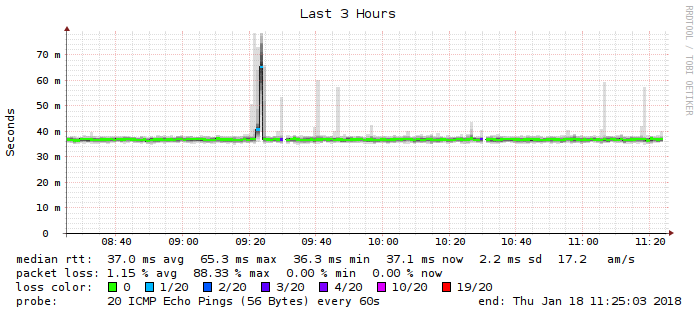 Last 3 Hours
RRDTOOL / TOBI OETIKER
Seconds
70 m
60 m
50 m
40 m
30 m
20 m
10 m
0
08:40 09:00 09:20 09:40 10:00 10:20 10:40 11:00 11:20
median rtt: 37.0 ms avg 65.3 ms max 36.3 ms min 37.1 ms now 2.2 ms sd 17.2 am/s
packet loss: 1.15 % avg 88.33 % max 0.00 % min 0.00 % now
loss color: 0 1/20 2/20 3/20 4/20 10/20 19/20
probe: 20 ICMP Echo Pings (56 Bytes) every 60s end: Thu Jan 18 11:25:03 2018